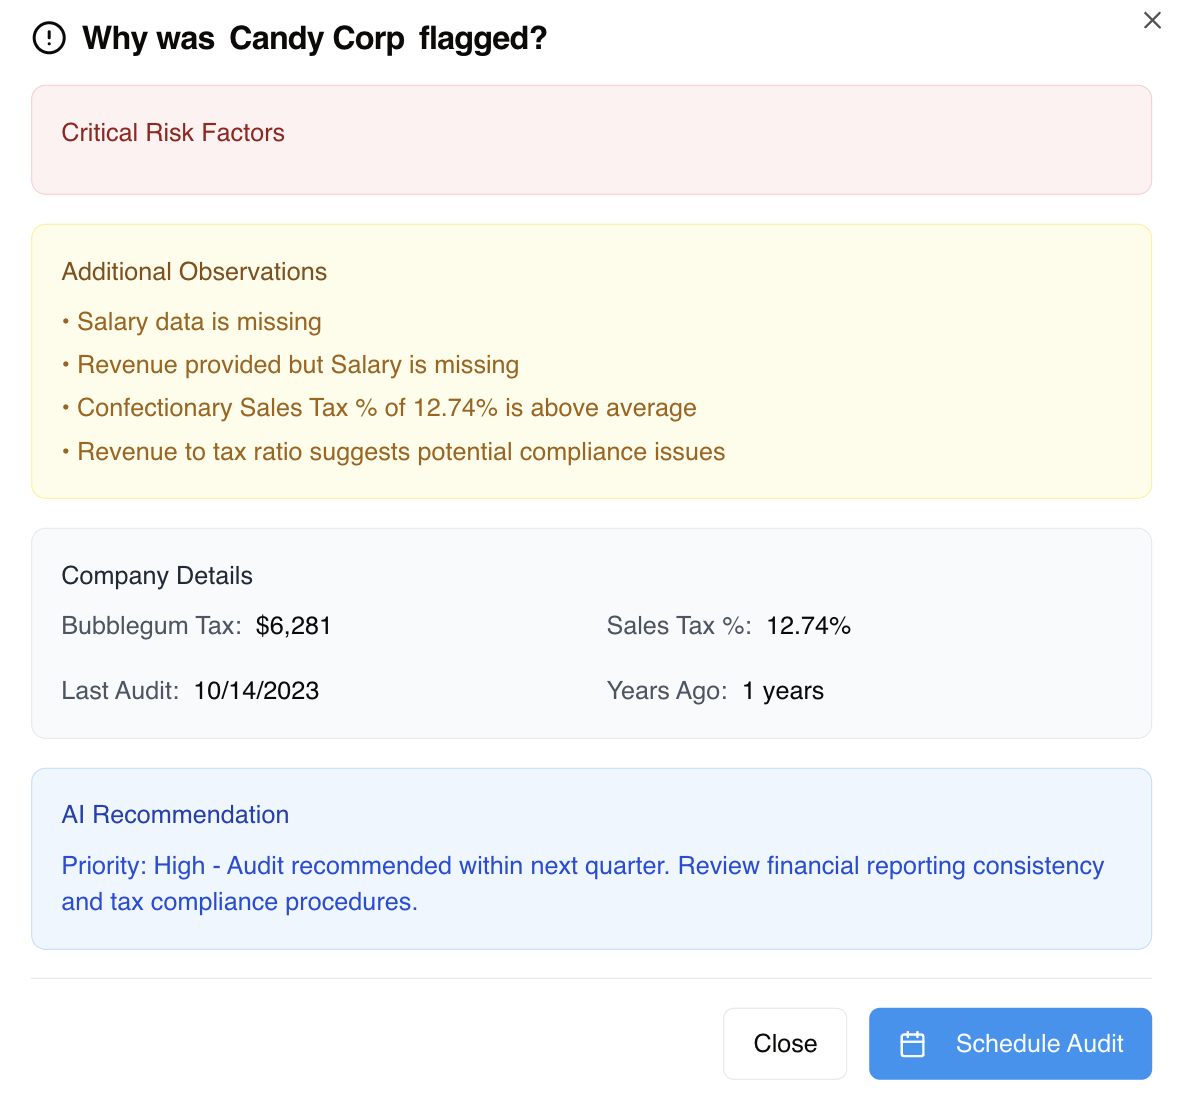 Why was Candy Corp flagged?
Critical Risk Factors
Additional Observations
• Salary data is missing
• Revenue provided but Salary is missing
• Confectionary Sales Tax % of 12.74% is above average
• Revenue to tax ratio suggests potential compliance issues
Company Details
Bubblegum Tax: $6,281
Sales Tax %: 12.74%
Last Audit: 10/14/2023
Years Ago: 1 years
AI Recommendation
Priority: High - Audit recommended within next quarter. Review financial reporting consistency
and tax compliance procedures.
Close
Schedule Audit